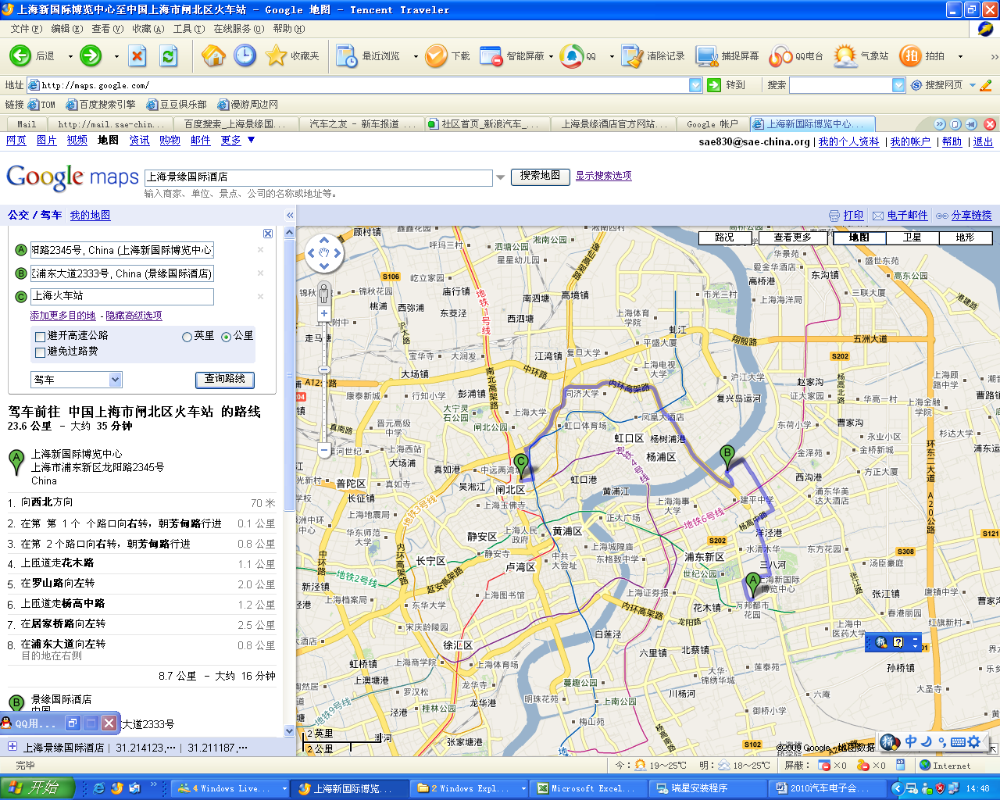 上海新国际博览中心至中国上海市闸北区火车站 - Google 地图 - Tencent Traveler
文件(F) 编辑(E) 查看(V) 收藏(A) 工具(T) 在线服务(O) 帮助(H)
后退 收藏夹 最近浏览 下载 智能屏蔽 QQ 清除记录 捕捉屏幕 QQ电台 气象站 拍拍
地址 http://maps.google.com/ 转到 搜索 搜搜网页
链接 TOM 百度搜索引擎 豆豆俱乐部 漫游周边网
Mail http://mail.sae-chin... 百度搜索_上海景缘国... 汽车之友 - 新车报道 ... 社区首页_新浪汽车_... 上海景缘酒店官方网站... Google 帐户 上海新国际博览中心...
网页 图片 视频 地图 资讯 购物 邮件 更多 ▼
sae830@sae-china.org | 我的个人资料 | 我的帐户 | 帮助 | 退出
Google maps 上海景缘国际酒店 搜索地图 显示搜索选项
输入商家、单位、景点、公司的名称或地址等。
公交 / 驾车 我的地图 «
打印 电子邮件 分享链接
A 阳路2345号, China (上海新国际博览中心
B 浦东大道2333号, China (景缘国际酒店)
C 上海火车站
添加更多目的地 - 隐藏高级选项
避开高速公路 英里 公里
避免过路费
驾车 查询路线
驾车前往 中国上海市闸北区火车站 的路线
23.6 公里 - 大约 35 分钟
A 上海新国际博览中心
上海市浦东新区龙阳路2345号
China
1. 向西北方向 70 米
2. 在第 第 1 个 个路口向右转，朝芳甸路行进 0.1 公里
3. 在第 2 个路口向右转，朝芳甸路行进 0.8 公里
4. 上匝道走花木路 1.1 公里
5. 在罗山路向左转 2.0 公里
6. 上匝道走杨高中路 1.2 公里
7. 在居家桥路向左转 2.5 公里
8. 在浦东大道向左转 0.8 公里
目的地在右侧
8.7 公里 - 大约 16 分钟
B 景缘国际酒店
大道2333号
QQ用...
上海景缘国际酒店 | 31.214123,… | 31.211187,…
路况 查看更多 地图 卫星 地形
顾村镇
呼玛三村
淞南公园
泗塘公园
星星小学
S106
屹立家园
庙行镇
地铁1号线
逸仙高架路
锦秋花园
桃浦
西弥浦
东茭泾
南泗塘
高境镇
西泗塘
走马塘
市光三村
上海海洋局
高桥港
东沟镇
爱金华酒店
华景苑
盛世东苑
高东公园
三联大厦
港建路
上海体育学院
虬江
平盛大厦
翔殷路
五洲大道
S202
宝华寺
大润发
江湾镇
复旦大学
大场镇
中环路
上海电视大学
沪江大学
A12
康泰新城
行知小学
彭浦镇
南北高架路
内环高架路
同济大学
赵家沟
证大家园
杨高北路
华高一村
曹路镇
复兴岛运河
大宁灵石公园
上海大学
凤凰大酒店
上海金融学院
曹家沟
晋元高级中学
闸北公园
虹口体育场
虹口区
东荷小区
永业小区
杉达大学
真南路
上海西站
大场浦
杨树浦港
杨浦区
金泽苑
金桥新城
浦东运河
真如港
中远两湾城
地铁4号线
西沟港
方正大厦
普陀区
真如寺
吴淞江
闸北区
虹口港
黄浦江
浦东华美达大酒店
环东二大道
A20公路
长征镇
上海玉佛寺
上海海事大学
建平中学
上海地震局
地铁3号线
正大广场
地铁6号线
杨高中路
洋泾港
S121
华东师范大学
静安区
上海人民政府
黄浦区
上海城隍庙
S202
水清木华
东方花园
S308
长宁区
静安寺
中共一大会址
东格致中学
浦东新区
三八河
汤臣豪庭
地铁2号线
卢湾区
世纪公园
上海新国际博览中心
张江路
唐镇中学
新泾镇
延安高架路
上海图书馆
上海证券报
花木镇
万邦都市花园
张江镇
曹家沟
上海档案局
东华大学
内环高架路
龙阳路
春港丽园
宋庆龄陵园
白莲泾
上海中医药大学
红旗新村
徐汇区
六里镇
北蔡镇
虹桥镇
上海商学院
上海体育场
莲泰苑
孙桥镇
上澳塘港
龙华寺
蔓趣公园
大华锦绣华城
罗汉松
龙华港
明珠花苑
上南公园
川杨河
六庵
大圣寺
桂林公园
泾港
地铁9号线
梅山苑
御桥小区
张家塘港
杨高南路
S102
2 英里
2 公里
©2009 Google - 地图数据
完毕 今: 19～25℃ 明: 18～25℃ 屏蔽: ×0 ×0 Internet
开始 4 Windows Live... 上海新国际博览... 2 Windows Expl... Microsoft Excel... 瑞星安装程序 2010汽车电子会... 14:48